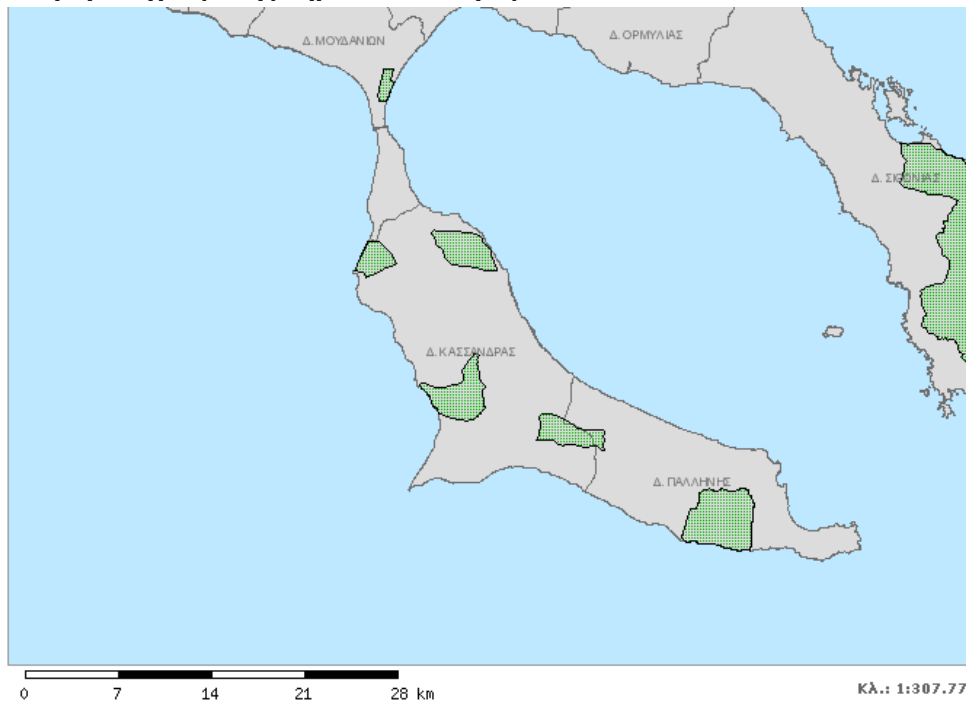 Δ. ΜΟΥΔΑΝΙΩΝ
Δ. ΟΡΜΥΛΙΑΣ
Δ. ΣΙΘΩΝΙΑΣ
Δ. ΚΑΣΣΑΝΔΡΑΣ
Δ. ΠΑΛΛΗΝΗΣ
0 7 14 21 28 km
Κλ.: 1:307.77